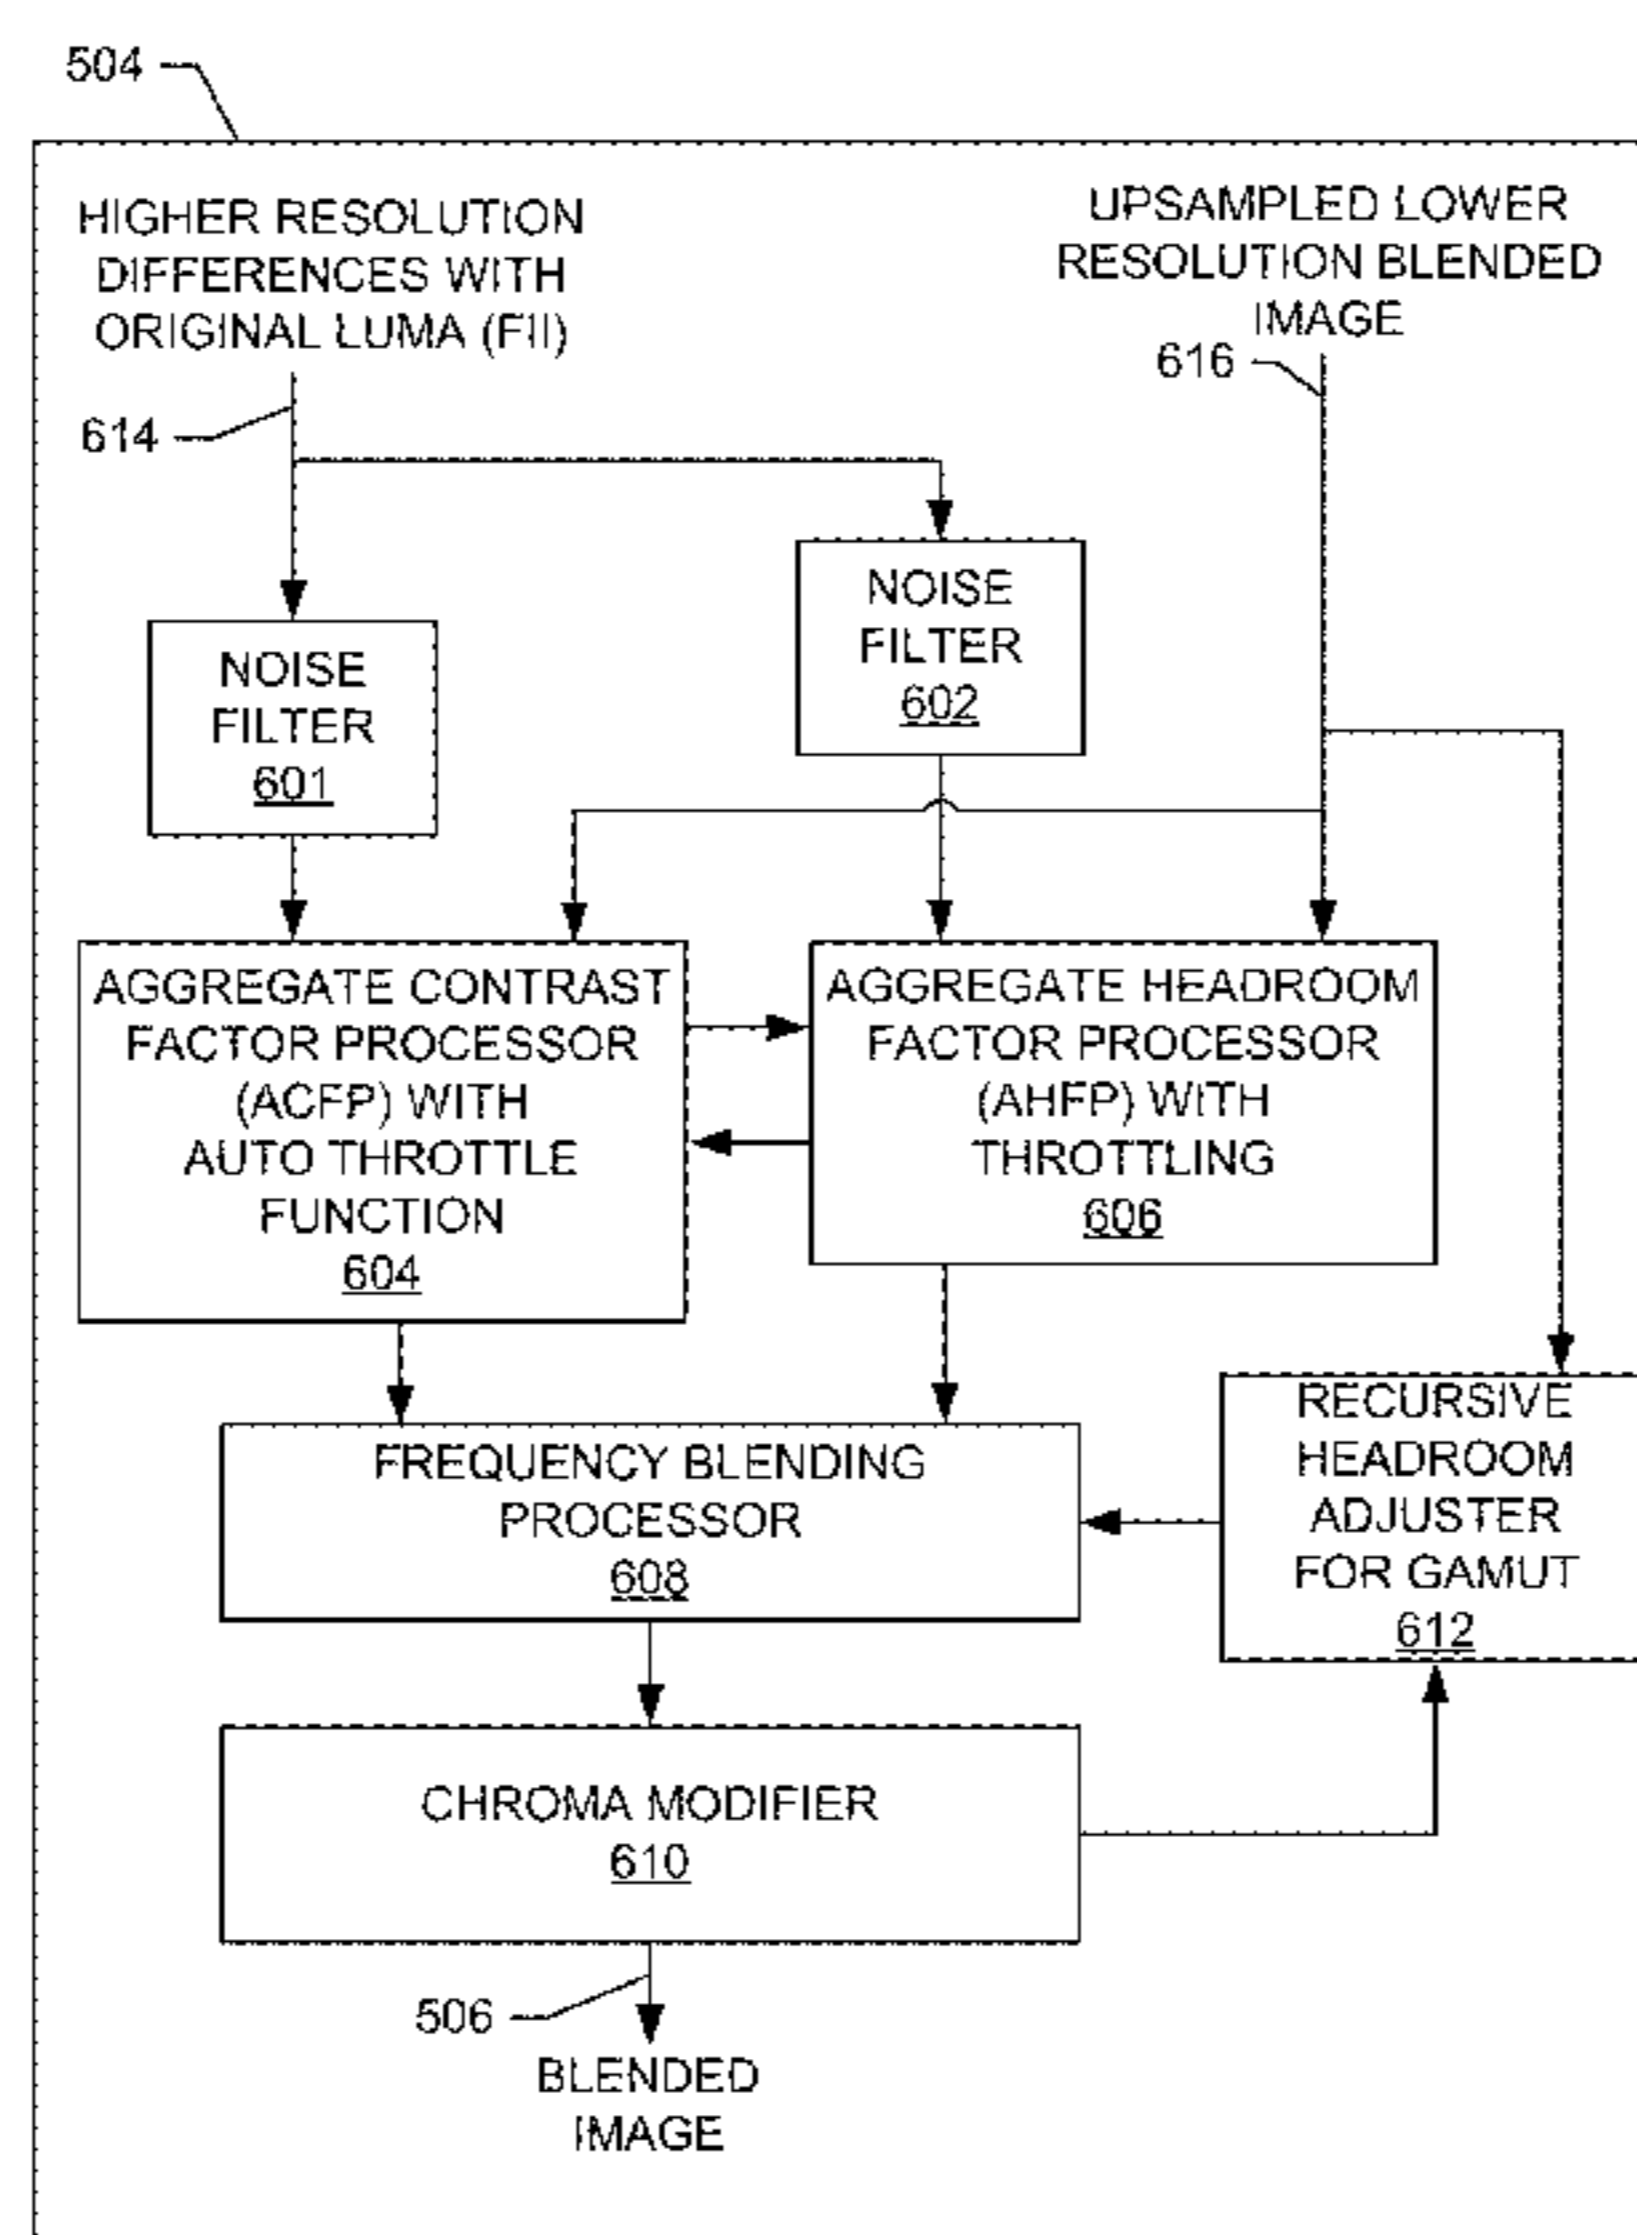 504
HIGHER RESOLUTION
DIFFERENCES WITH
ORIGINAL LUMA (FII)
614
UPSAMPLED LOWER
RESOLUTION BLENDED
IMAGE
616
NOISE
FILTER
601
NOISE
FILTER
602
AGGREGATE CONTRAST
FACTOR PROCESSOR
(ACFP) WITH
AUTO THROTTLE
FUNCTION
604
AGGREGATE HEADROOM
FACTOR PROCESSOR
(AHFP) WITH
THROTTLING
606
FREQUENCY BLENDING
PROCESSOR
608
RECURSIVE
HEADROOM
ADJUSTER
FOR GAMUT
612
CHROMA MODIFIER
610
506
BLENDED
IMAGE